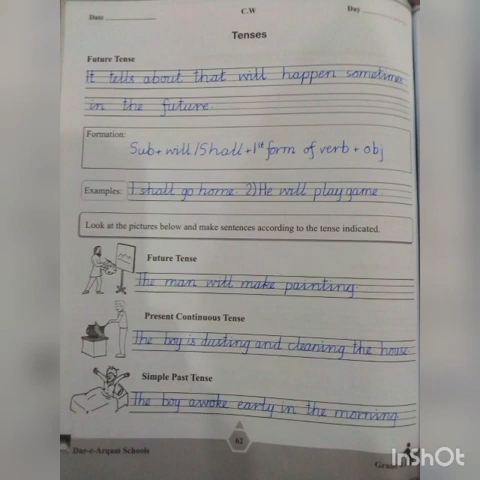 Date
C.W
Day
Tenses
Future Tense
It tells about that will happen sometime
in the future.
Formation:
Sub + will/Shall + 1st form of verb + obj
Examples: 1 shall go home. 2) He will play game.
Look at the pictures below and make sentences according to the tense indicated.
Future Tense
The man will make painting.
Present Continuous Tense
The boy is dusting and cleaning the house
Simple Past Tense
The boy awoke early in the morning
62
Dar-e-Arqam Schools
InShOt